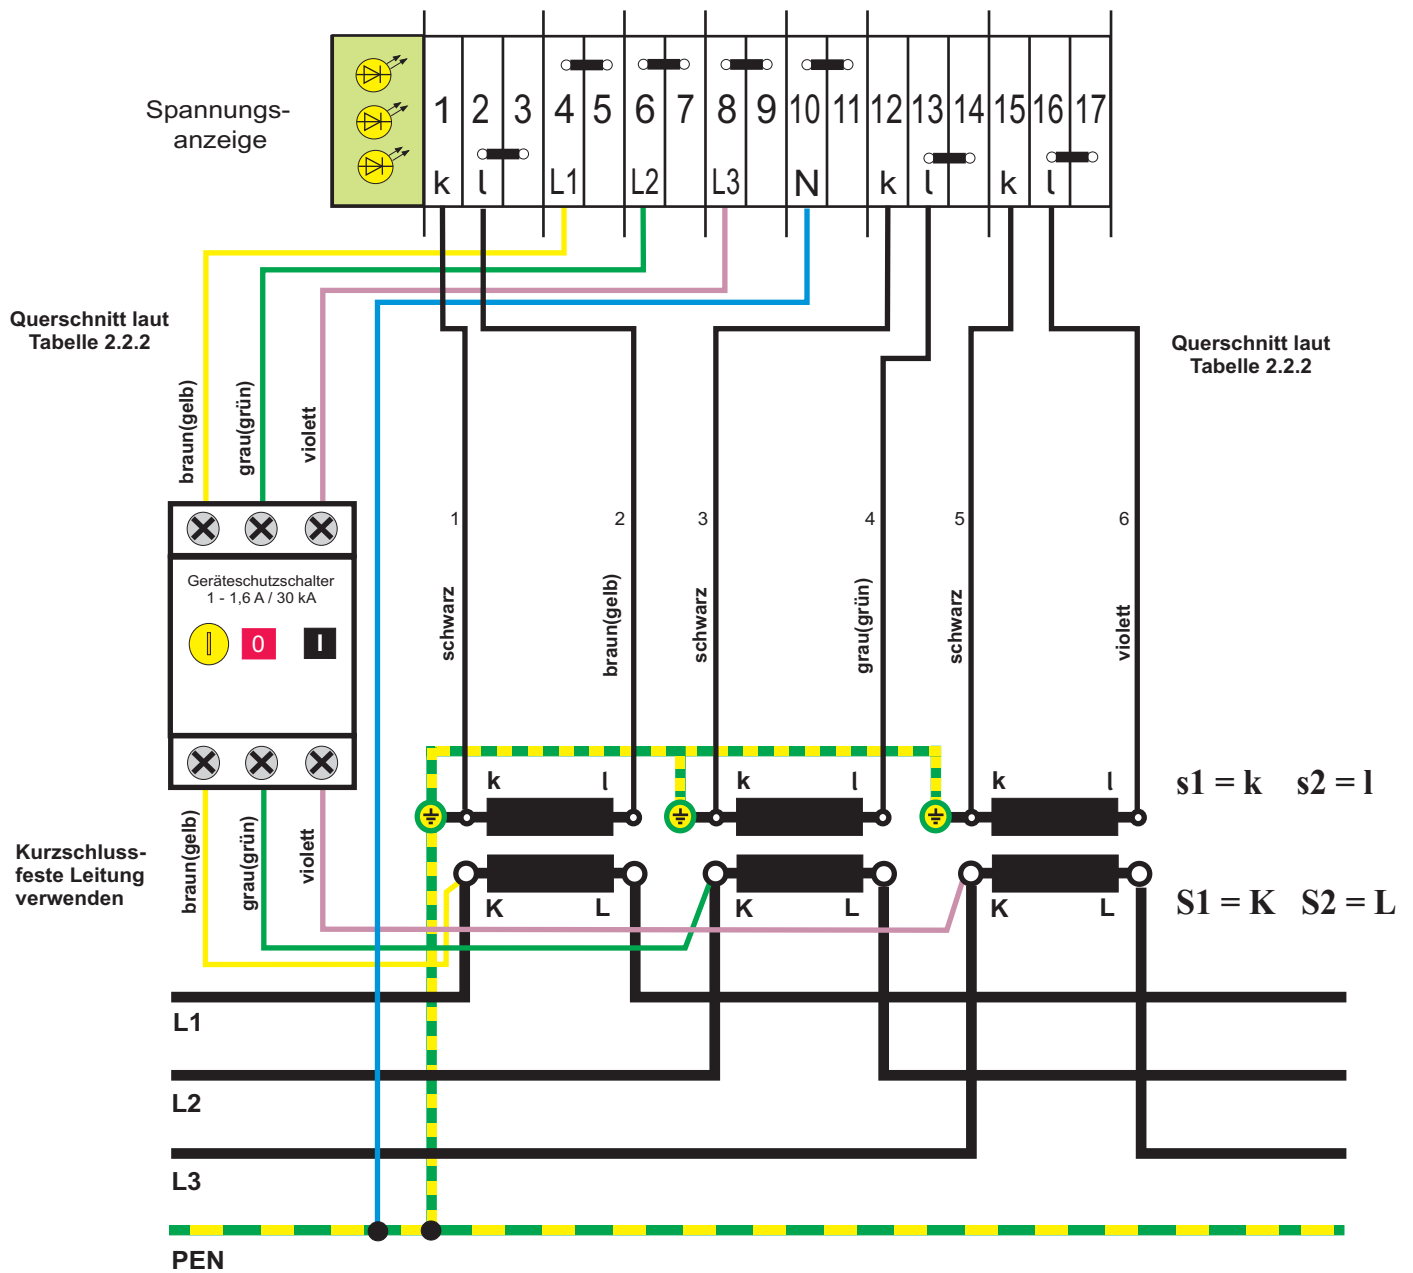 Spannungs-
anzeige
1 2 3 4 5 6 7 8 9 10 11 12 13 14 15 16 17
k l L1 L2 L3 N k l k l
Querschnitt laut
Tabelle 2.2.2
Querschnitt laut
Tabelle 2.2.2
braun(gelb)
grau(grün)
violett
1 2 3 4 5 6
Geräteschutzschalter
1 - 1,6 A / 30 kA
0 I
schwarz
braun(gelb)
schwarz
grau(grün)
schwarz
violett
k l k l k l
s1 = k s2 = l
Kurzschluss-
feste Leitung
verwenden
braun(gelb)
grau(grün)
violett
K L K L K L
S1 = K S2 = L
L1
L2
L3
PEN